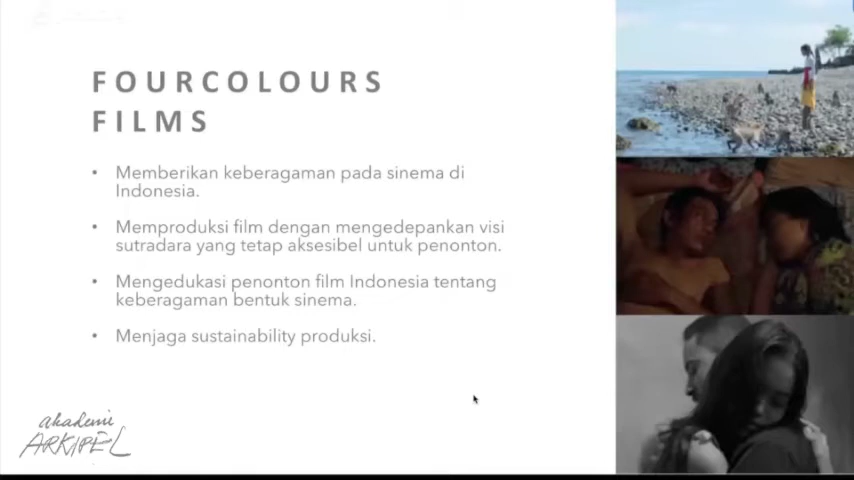 FOURCOLOURS
FILMS
• Memberikan keberagaman pada sinema di
Indonesia.
• Memproduksi film dengan mengedepankan visi
sutradara yang tetap aksesibel untuk penonton.
• Mengedukasi penonton film Indonesia tentang
keberagaman bentuk sinema.
• Menjaga sustainability produksi.
akademi
ARKIPEL